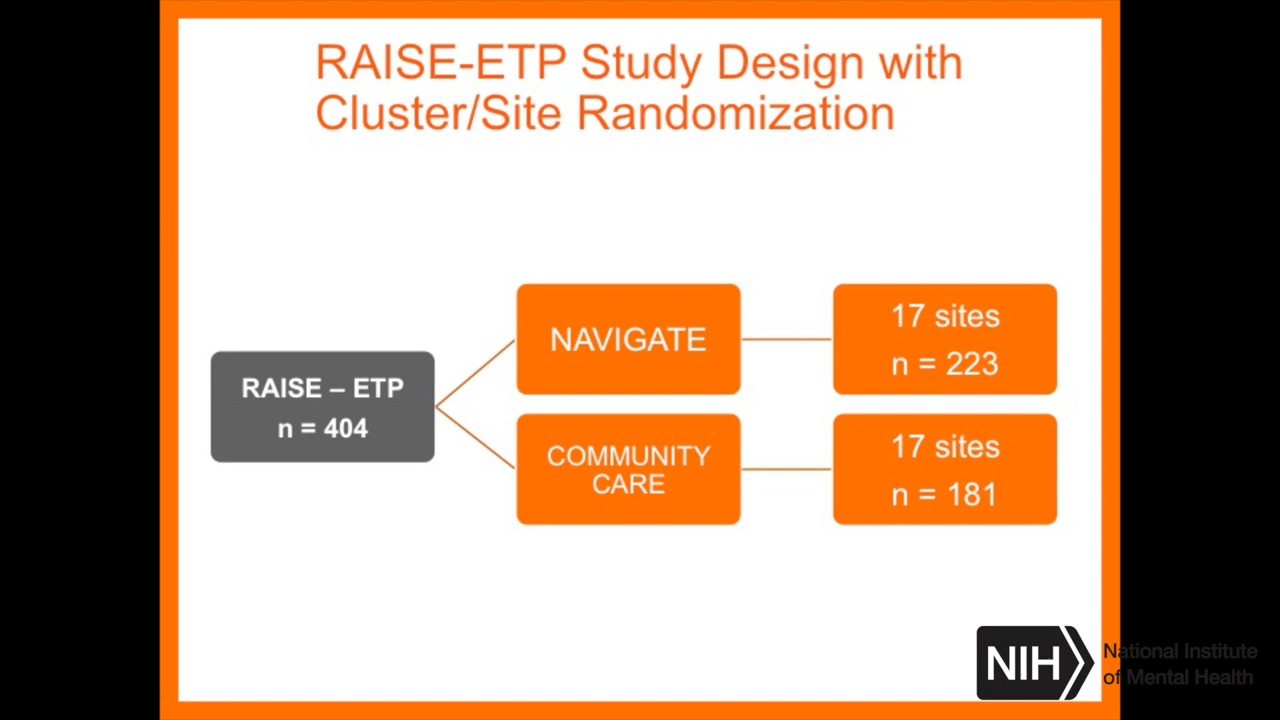 RAISE-ETP Study Design with
Cluster/Site Randomization
RAISE – ETP
n = 404
NAVIGATE
17 sites
n = 223
COMMUNITY
CARE
17 sites
n = 181
NIH
National Institute
of Mental Health